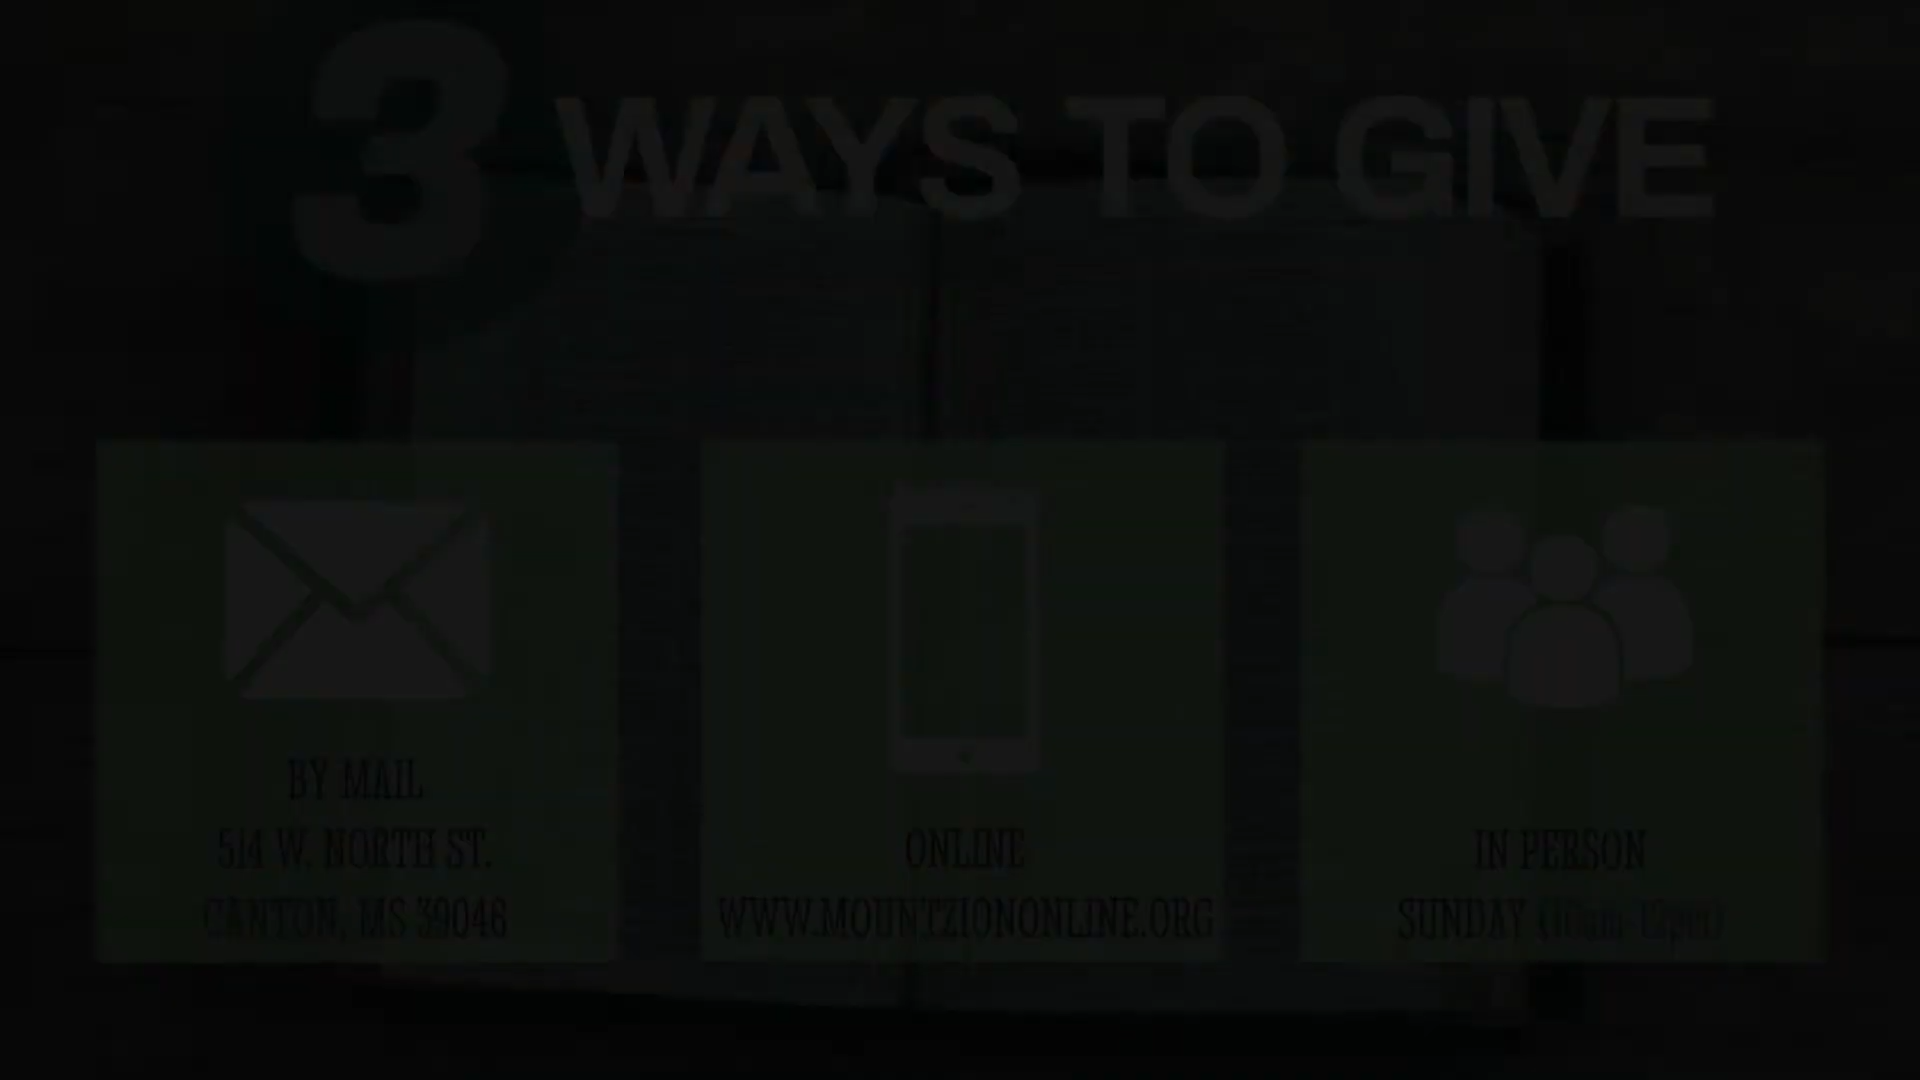 3 WAYS TO GIVE
BY MAIL
514 W. NORTH ST.
CANTON, MS 39046
ONLINE
WWW.MOUNTZIONONLINE.ORG
IN PERSON
SUNDAY